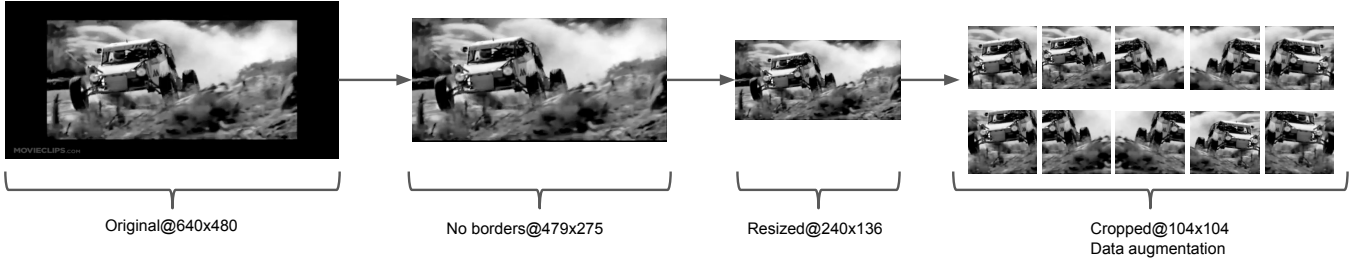 MOVIECLIPS.COM
Original@640x480
No borders@479x275
Resized@240x136
Cropped@104x104
Data augmentation